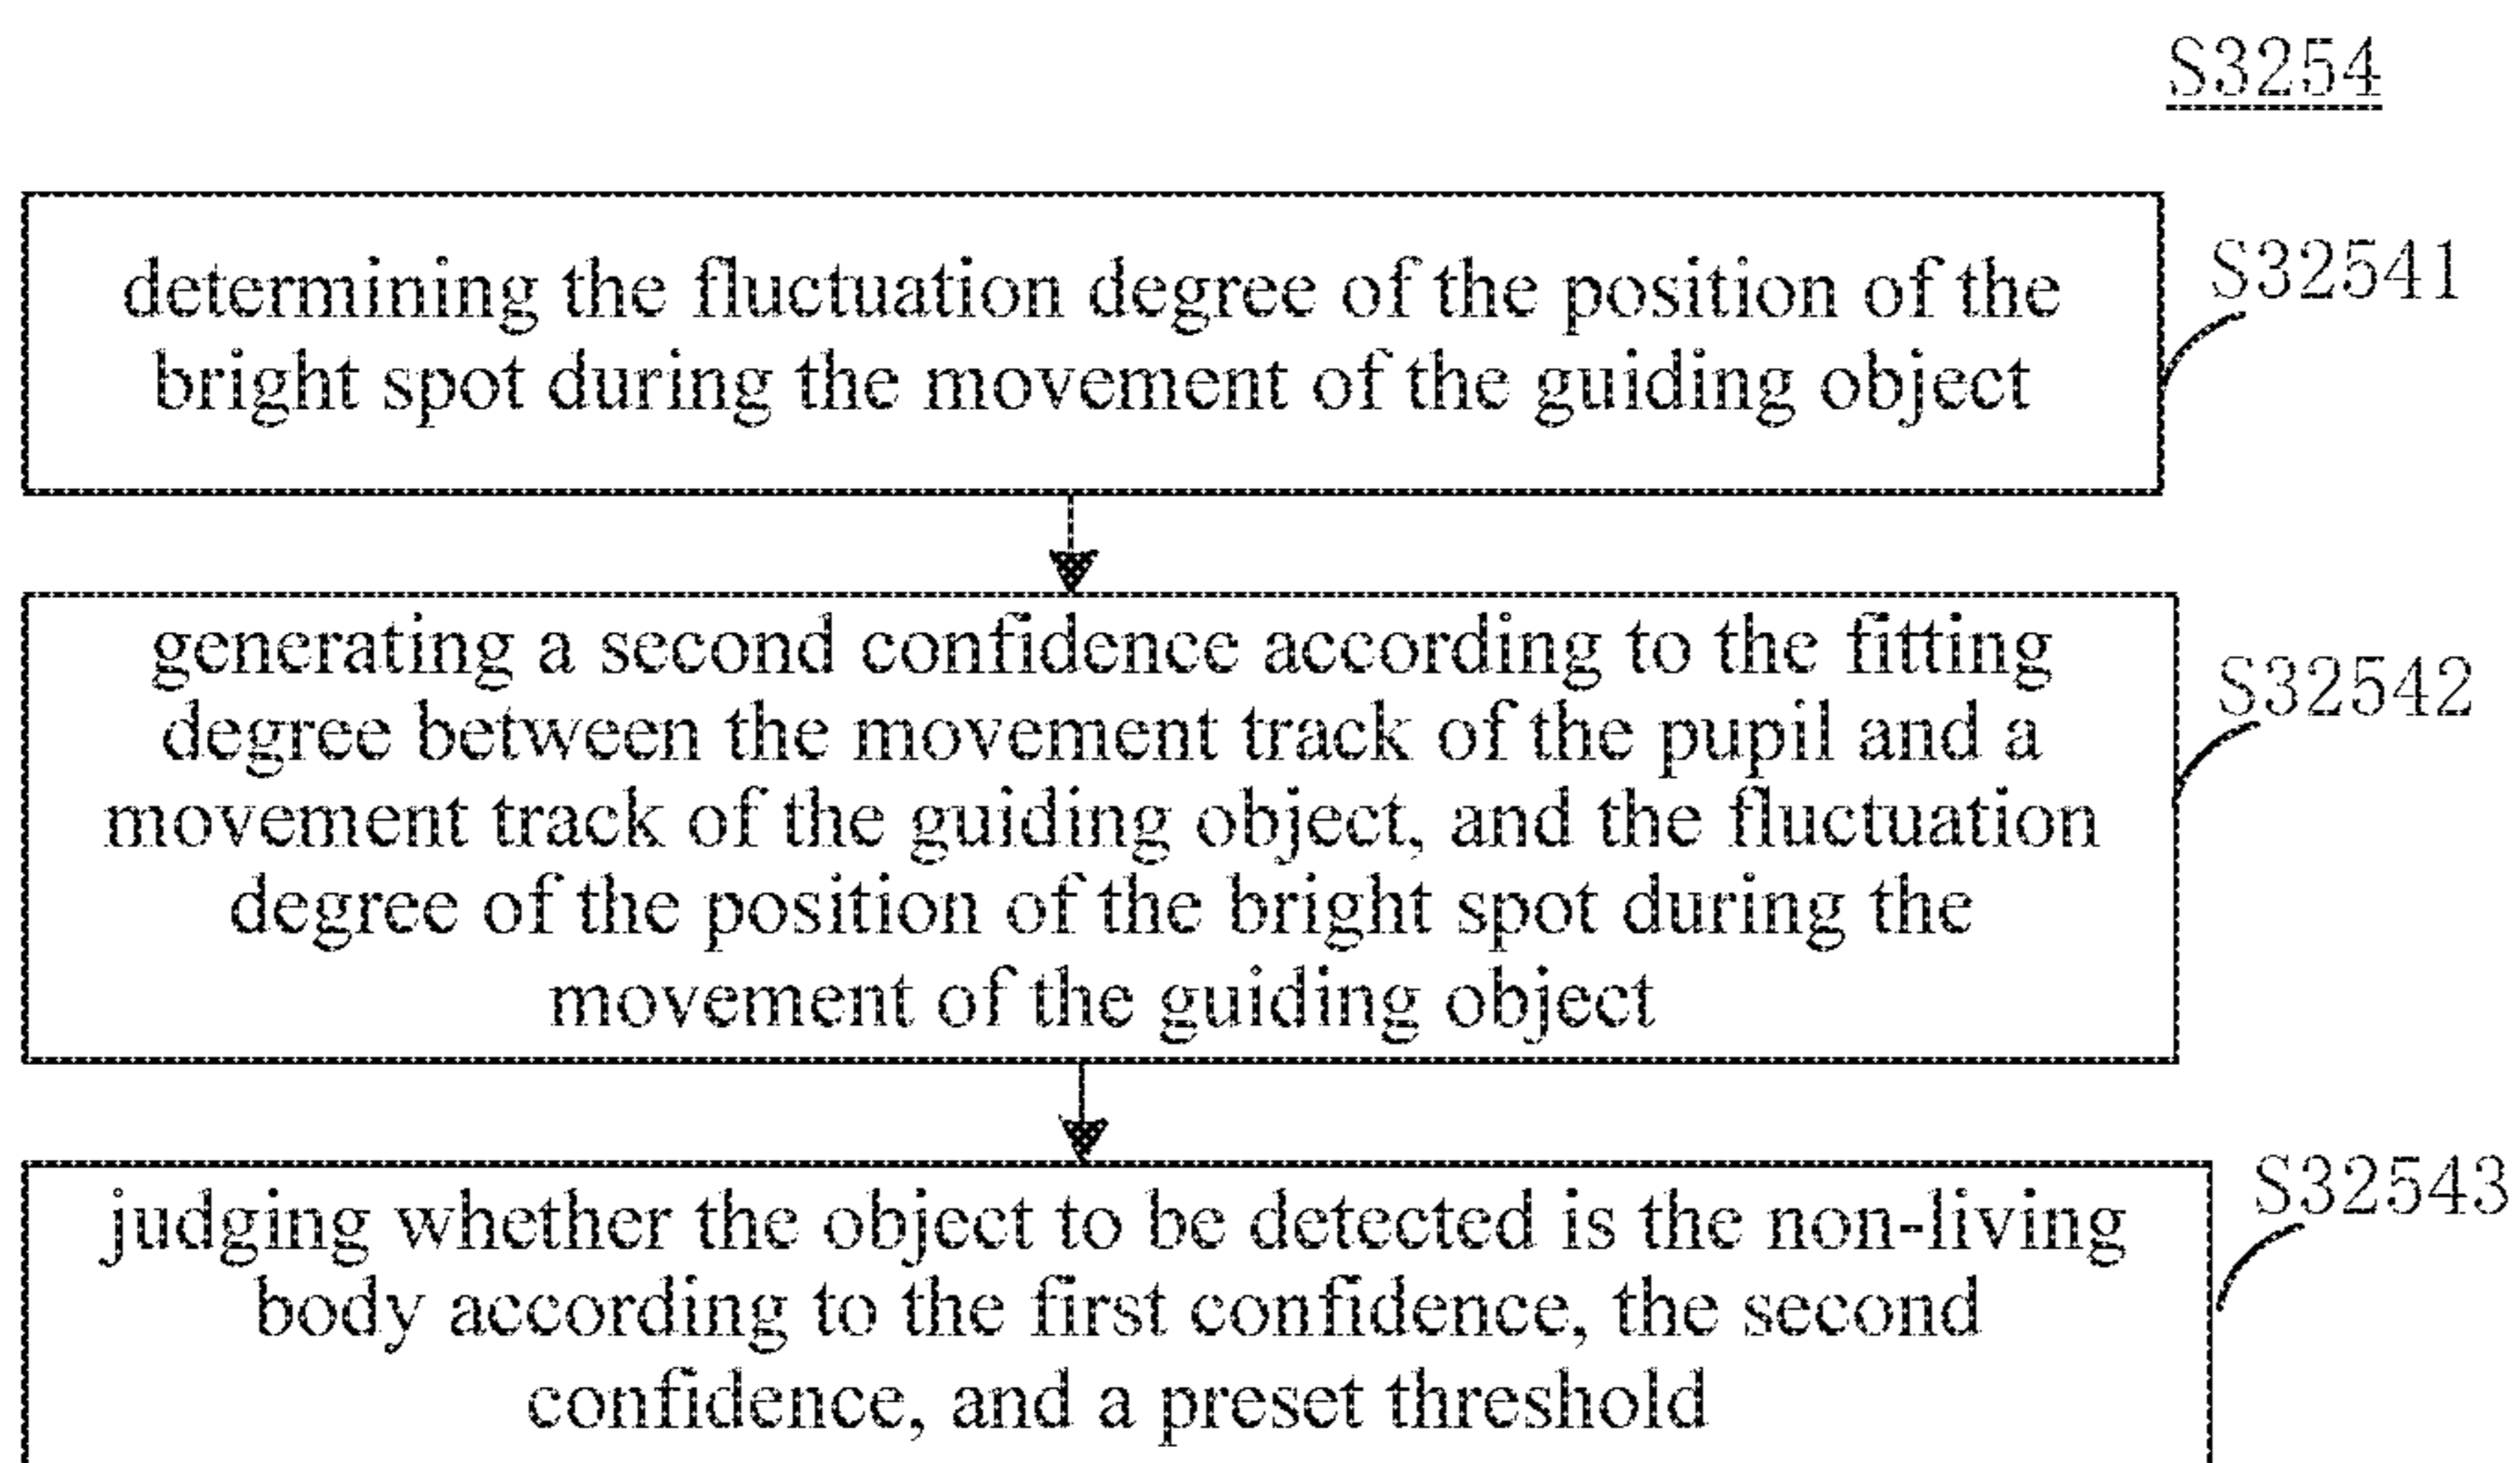 S3254
determining the fluctuation degree of the position of the
bright spot during the movement of the guiding object
S32541
generating a second confidence according to the fitting
degree between the movement track of the pupil and a
movement track of the guiding object, and the fluctuation
degree of the position of the bright spot during the
movement of the guiding object
S32542
judging whether the object to be detected is the non-living
body according to the first confidence, the second
confidence, and a preset threshold
S32543